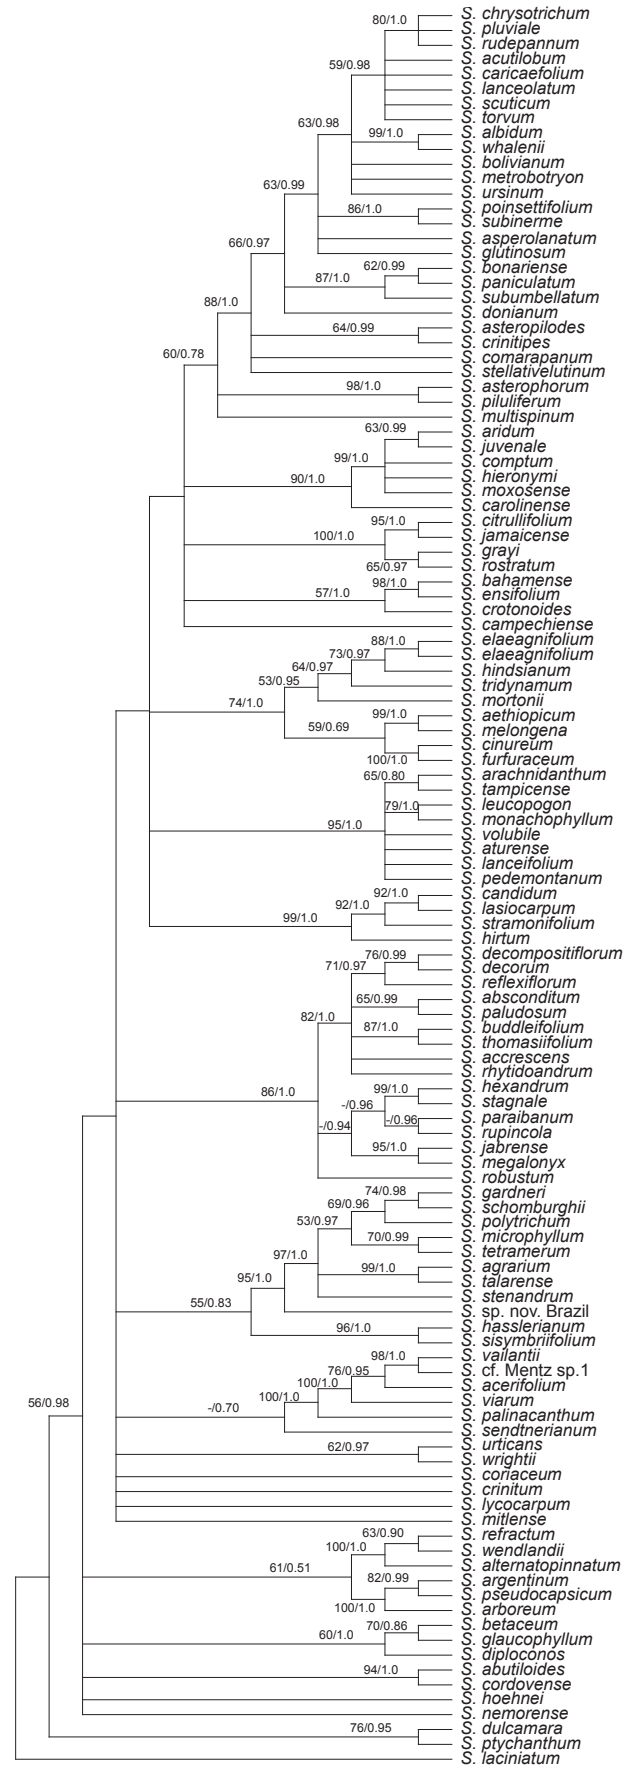 80/1.0
S. chrysotrichum
S. pluviale
S. rudepannum
S. acutilobum
59/0.98
S. caricaefolium
S. lanceolatum
S. scuticum
S. torvum
63/0.98
99/1.0
S. albidum
S. whalenii
S. bolivianum
S. metrobotryon
63/0.99
S. ursinum
86/1.0
S. poinsettifolium
S. subinerme
S. asperolanatum
66/0.97
S. glutinosum
62/0.99
S. bonariense
87/1.0
S. paniculatum
S. subumbellatum
88/1.0
S. donianum
64/0.99
S. asteropilodes
S. crinitipes
60/0.78
S. comarapanum
S. stellativelutinum
98/1.0
S. asterophorum
S. piluliferum
S. multispinum
63/0.99
S. aridum
S. juvenale
99/1.0
S. comptum
90/1.0
S. hieronymi
S. moxosense
S. carolinense
95/1.0
S. citrullifolium
100/1.0
S. jamaicense
S. grayi
65/0.97
S. rostratum
98/1.0
S. bahamense
57/1.0
S. ensifolium
S. crotonoides
S. campechiense
88/1.0
S. elaeagnifolium
73/0.97
S. elaeagnifolium
64/0.97
S. hindsianum
53/0.95
S. tridynamum
74/1.0
S. mortonii
99/1.0
S. aethiopicum
59/0.69
S. melongena
S. cinureum
100/1.0
S. furfuraceum
65/0.80
S. arachnidanthum
S. tampicense
79/1.0
S. leucopogon
S. monachophyllum
95/1.0
S. volubile
S. aturense
S. lanceifolium
S. pedemontanum
92/1.0
S. candidum
92/1.0
S. lasiocarpum
99/1.0
S. stramonifolium
S. hirtum
76/0.99
S. decompositiflorum
71/0.97
S. decorum
S. reflexiflorum
65/0.99
S. absconditum
82/1.0
S. paludosum
87/1.0
S. buddleifolium
S. thomasiifolium
S. accrescens
S. rhytidoandrum
86/1.0
99/1.0
S. hexandrum
-/0.96
S. stagnale
-/0.94
-/0.96
S. paraibanum
S. rupincola
95/1.0
S. jabrense
S. megalonyx
S. robustum
74/0.98
S. gardneri
69/0.96
S. schomburghii
53/0.97
S. polytrichum
70/0.99
S. microphyllum
97/1.0
S. tetramerum
99/1.0
S. agrarium
95/1.0
S. talarense
S. stenandrum
55/0.83
S. sp. nov. Brazil
96/1.0
S. hasslerianum
S. sisymbriifolium
98/1.0
S. vailantii
76/0.95
S. cf. Mentz sp.1
100/1.0
S. acerifolium
100/1.0
S. viarum
-/0.70
S. palinacanthum
S. sendtnerianum
56/0.98
62/0.97
S. urticans
S. wrightii
S. coriaceum
S. crinitum
S. lycocarpum
S. mitlense
63/0.90
S. refractum
100/1.0
S. wendlandii
61/0.51
S. alternatopinnatum
82/0.99
S. argentinum
S. pseudocapsicum
100/1.0
S. arboreum
70/0.86
S. betaceum
60/1.0
S. glaucophyllum
S. diploconos
94/1.0
S. abutiloides
S. cordovense
S. hoehnei
S. nemorense
76/0.95
S. dulcamara
S. ptychanthum
S. laciniatum